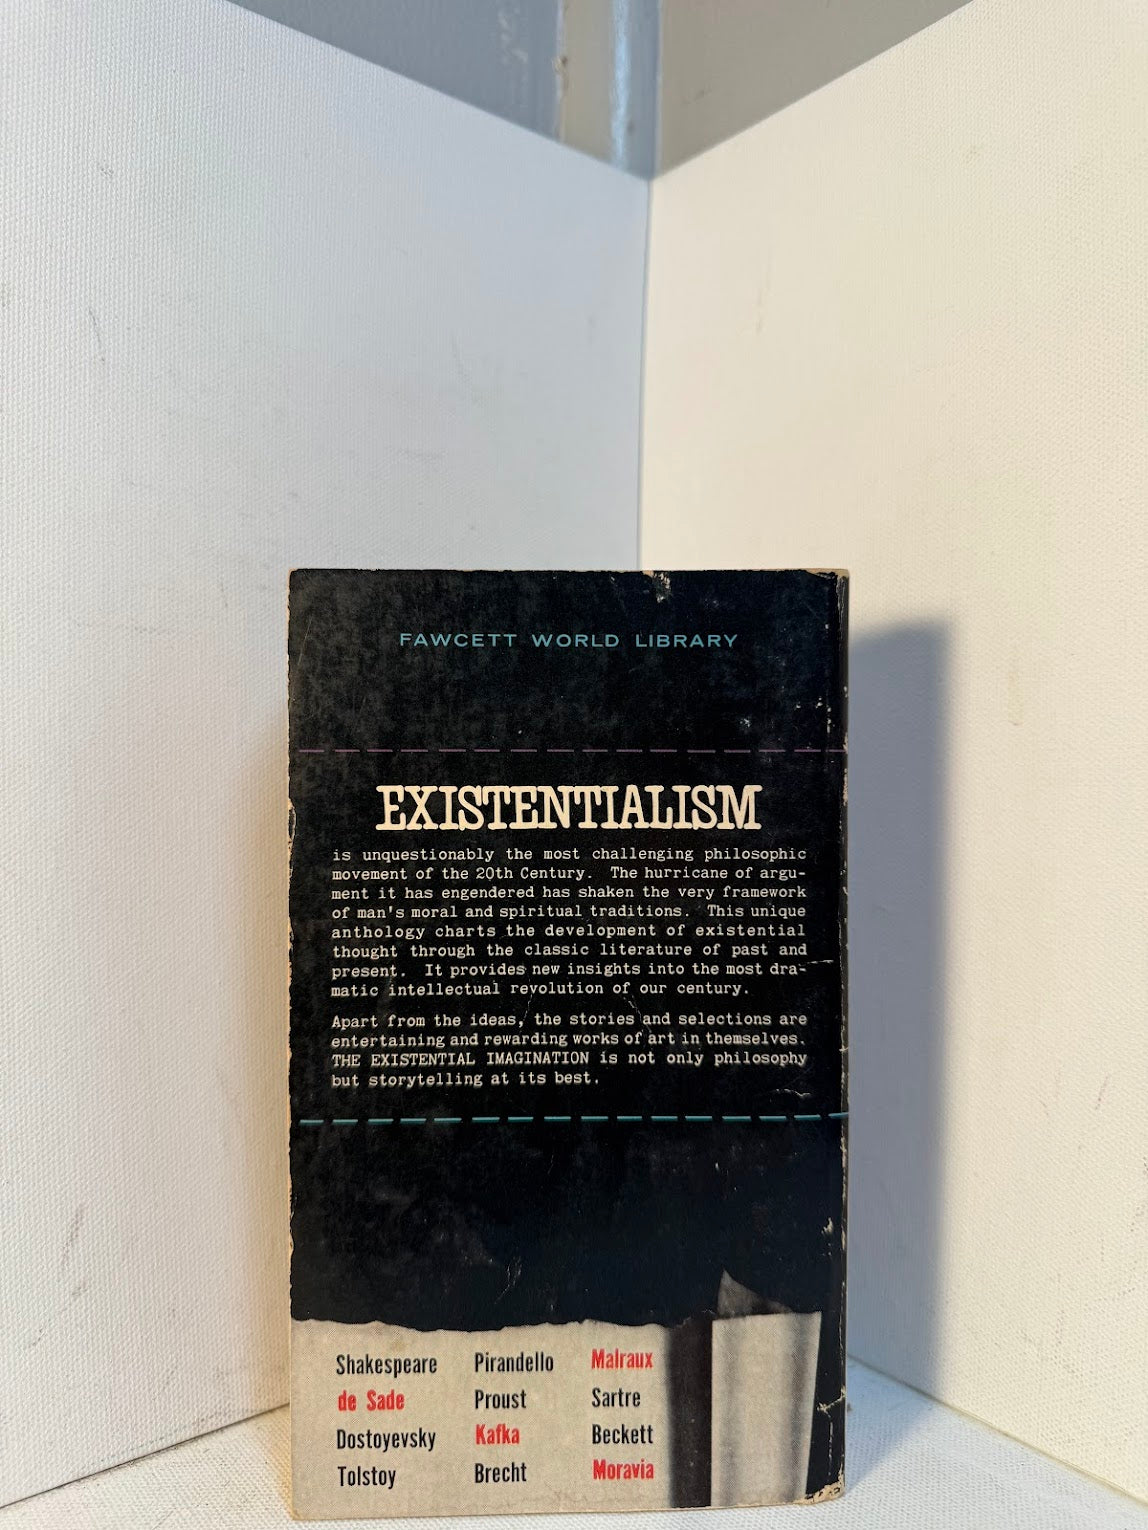 FAWCETT WORLD LIBRARY
EXISTENTIALISM
is unquestionably the most challenging philosophic
movement of the 20th Century. The hurricane of argu-
ment it has engendered has shaken the very framework
of man's moral and spiritual traditions. This unique
anthology charts the development of existential
thought through the classic literature of past and
present. It provides new insights into the most dra-
matic intellectual revolution of our century.
Apart from the ideas, the stories and selections are
entertaining and rewarding works of art in themselves.
THE EXISTENTIAL IMAGINATION is not only philosophy
but storytelling at its best.
Shakespeare Pirandello Malraux
de Sade Proust Sartre
Dostoyevsky Kafka Beckett
Tolstoy Brecht Moravia